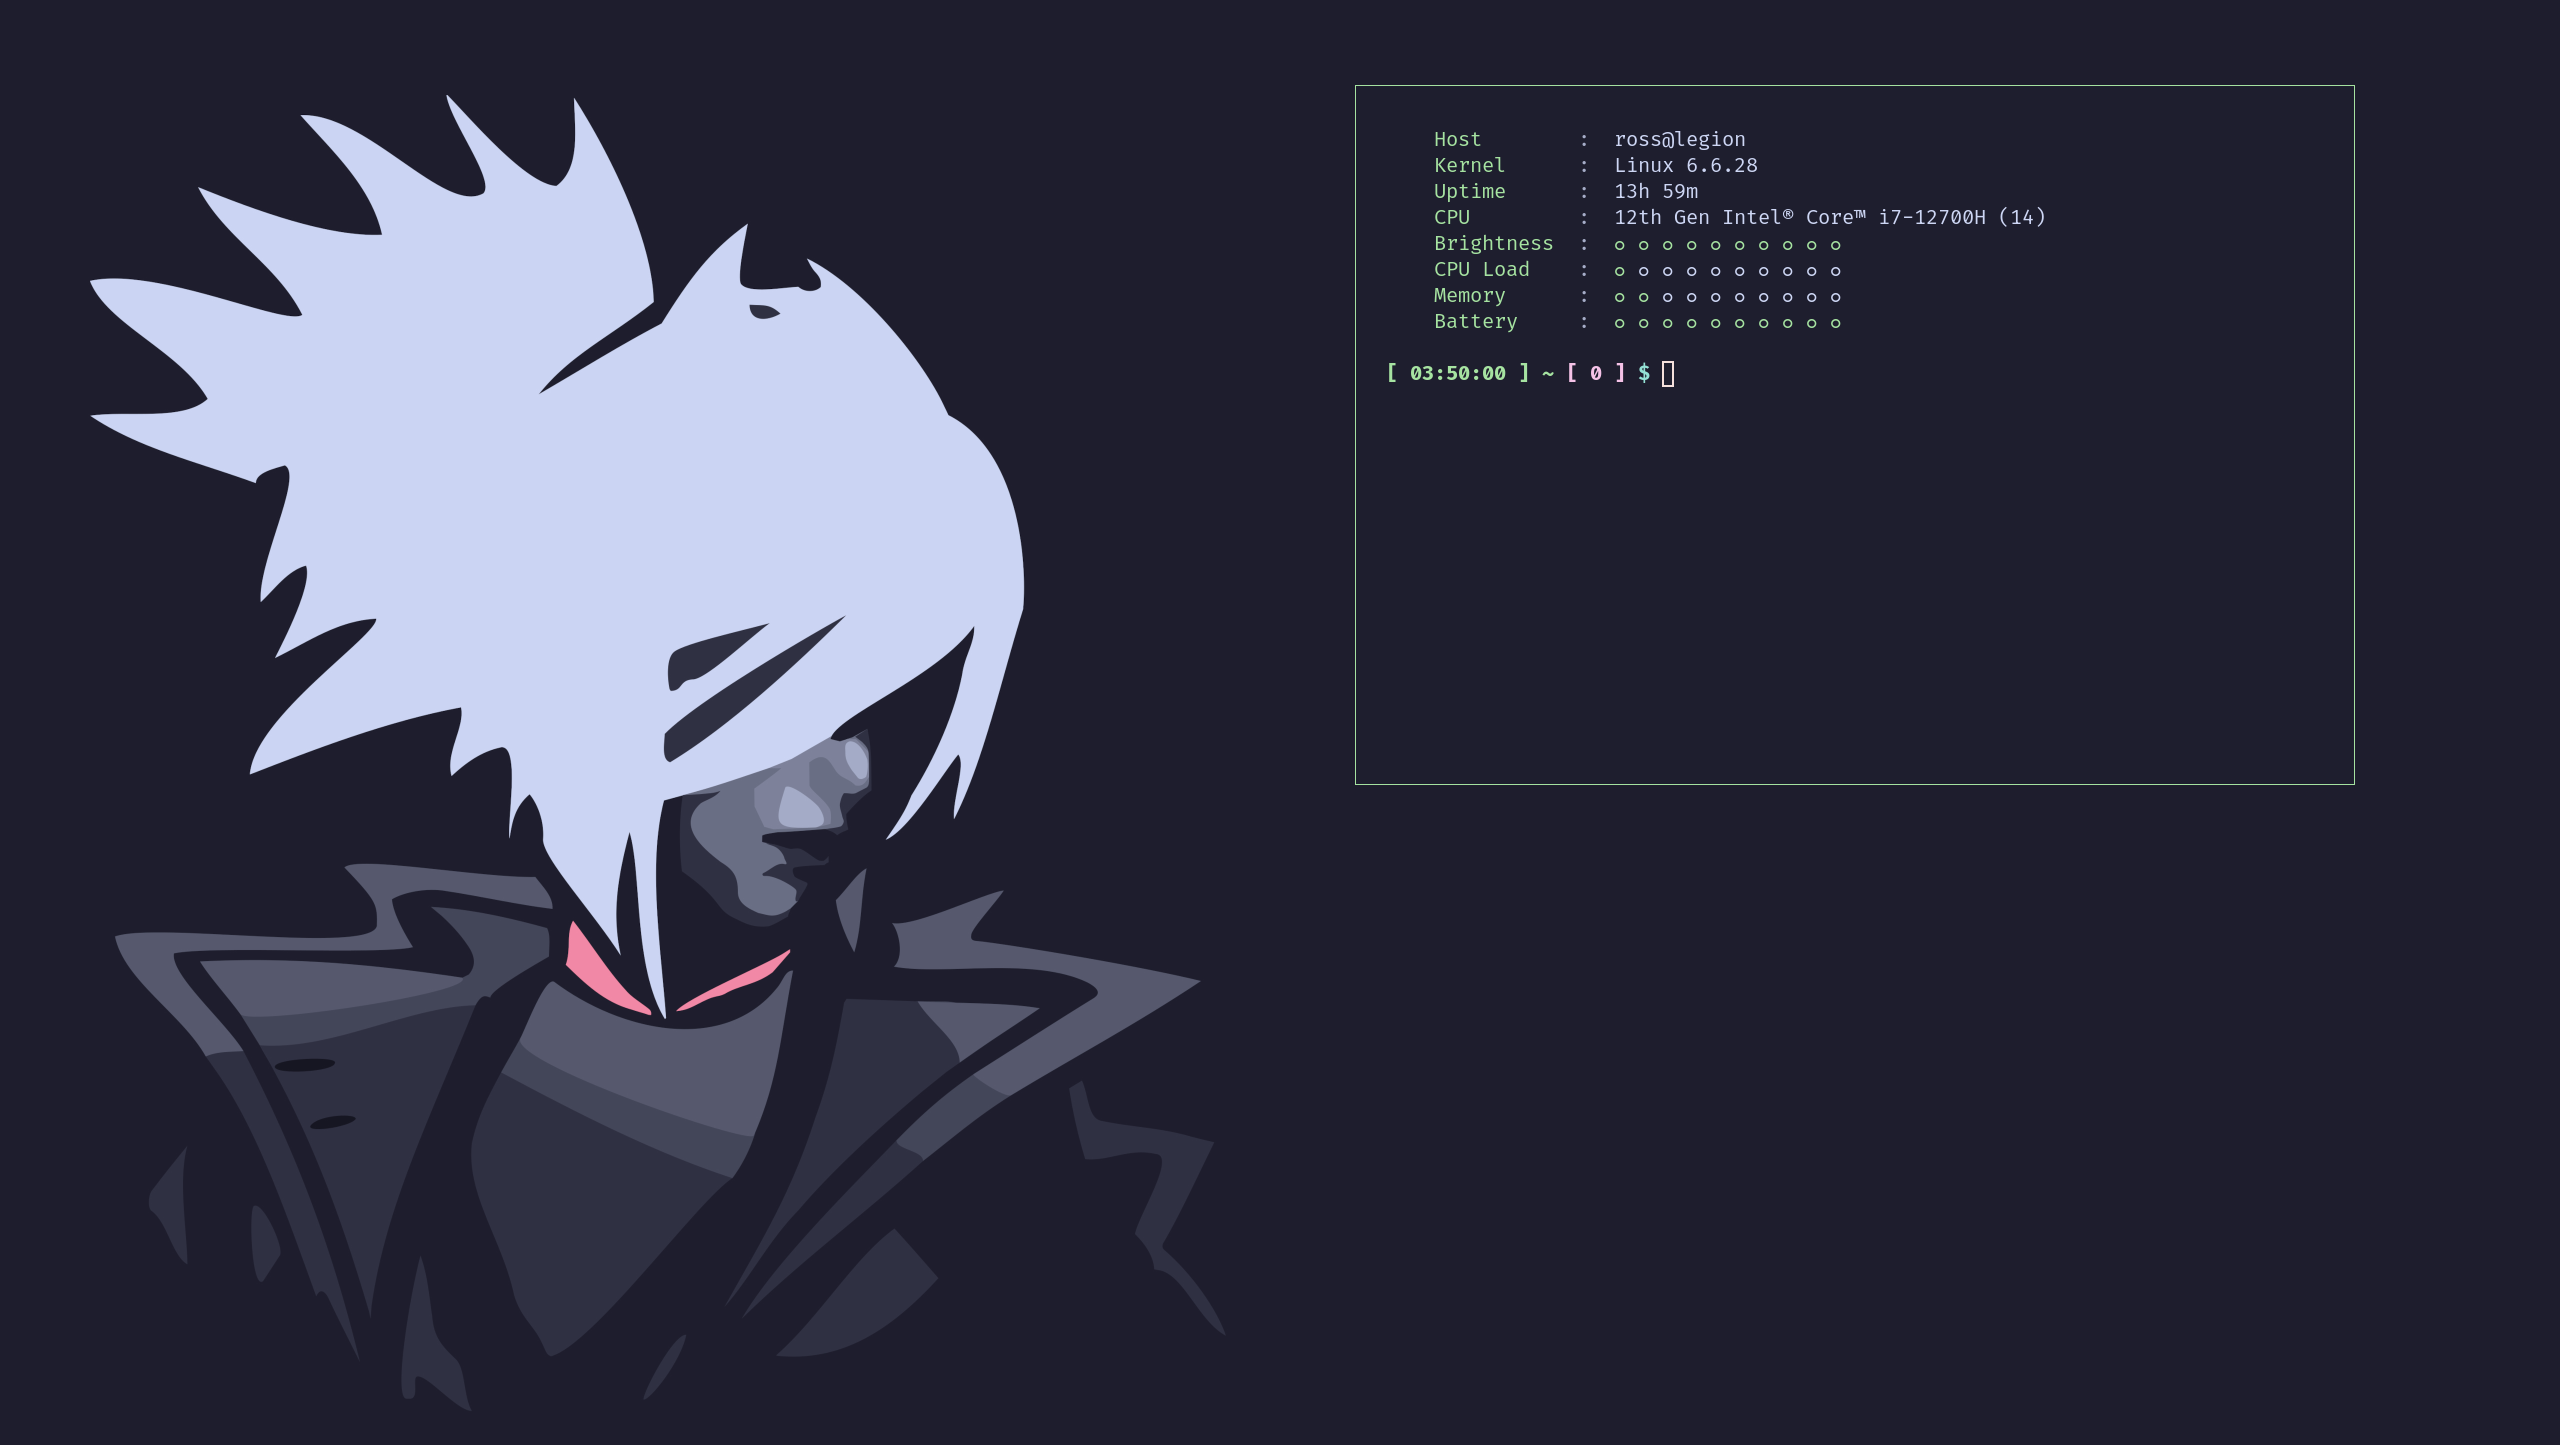 Host : ross@legion
Kernel : Linux 6.6.28
Uptime : 13h 59m
CPU : 12th Gen Intel® Core™ i7-12700H (14)
Brightness : ○ ○ ○ ○ ○ ○ ○ ○ ○ ○
CPU Load : ○ ○ ○ ○ ○ ○ ○ ○ ○ ○
Memory : ○ ○ ○ ○ ○ ○ ○ ○ ○ ○
Battery : ○ ○ ○ ○ ○ ○ ○ ○ ○ ○
[ 03:50:00 ] ~ [ 0 ] $